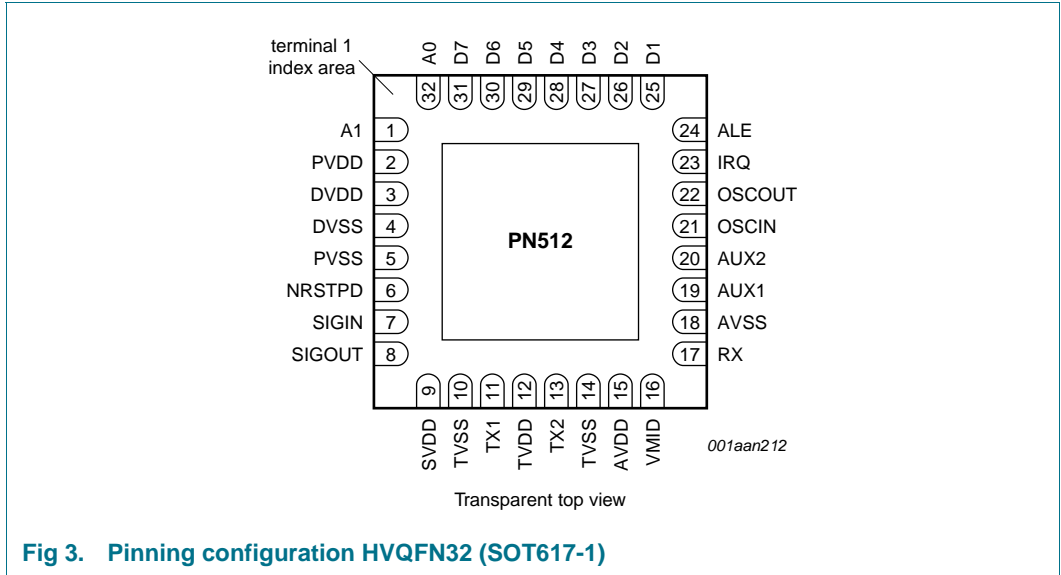 terminal 1
index area
A0 D7 D6 D5 D4 D3 D2 D1
32 31 30 29 28 27 26 25
A1 1 24 ALE
PVDD 2 23 IRQ
DVDD 3 22 OSCOUT
DVSS 4 21 OSCIN
PN512
PVSS 5 20 AUX2
NRSTPD 6 19 AUX1
SIGIN 7 18 AVSS
SIGOUT 8 17 RX
9 10 11 12 13 14 15 16
SVDD TVSS TX1 TVDD TX2 TVSS AVDD VMID
001aan212
Transparent top view
Fig 3. Pinning configuration HVQFN32 (SOT617-1)